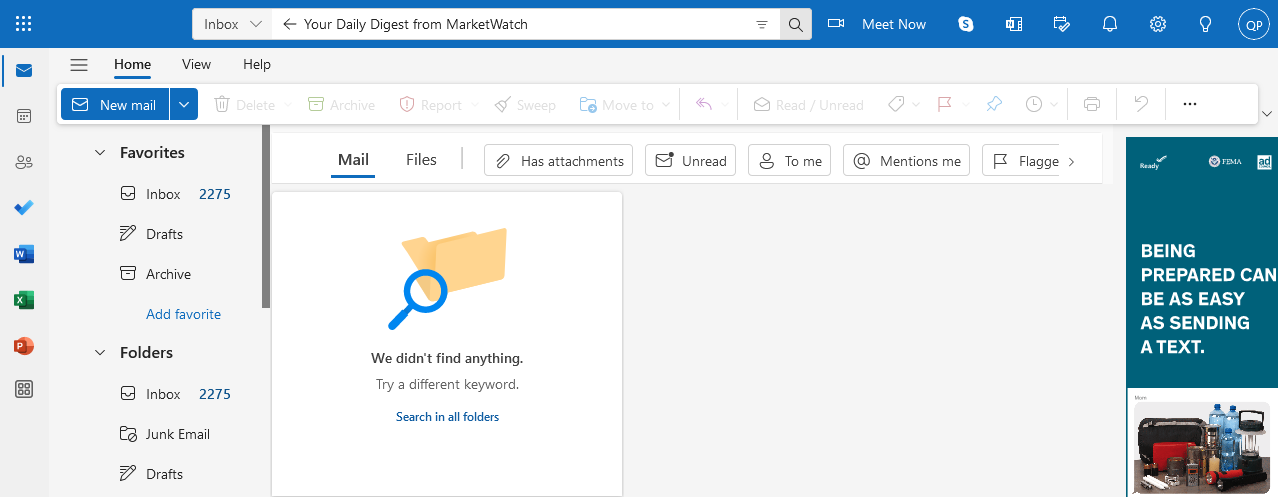 Inbox
Your Daily Digest from MarketWatch
Meet Now
QP
Home View Help
New mail
Delete
Archive
Report
Sweep
Move to
Read / Unread
Favorites
Inbox 2275
Drafts
Archive
Add favorite
Folders
Inbox 2275
Junk Email
Drafts
Mail Files
Has attachments
Unread
To me
@ Mentions me
Flagge
We didn't find anything.
Try a different keyword.
Search in all folders
Ready
FEMA
ad
BEING
PREPARED CAN
BE AS EASY
AS SENDING
A TEXT.
Mom